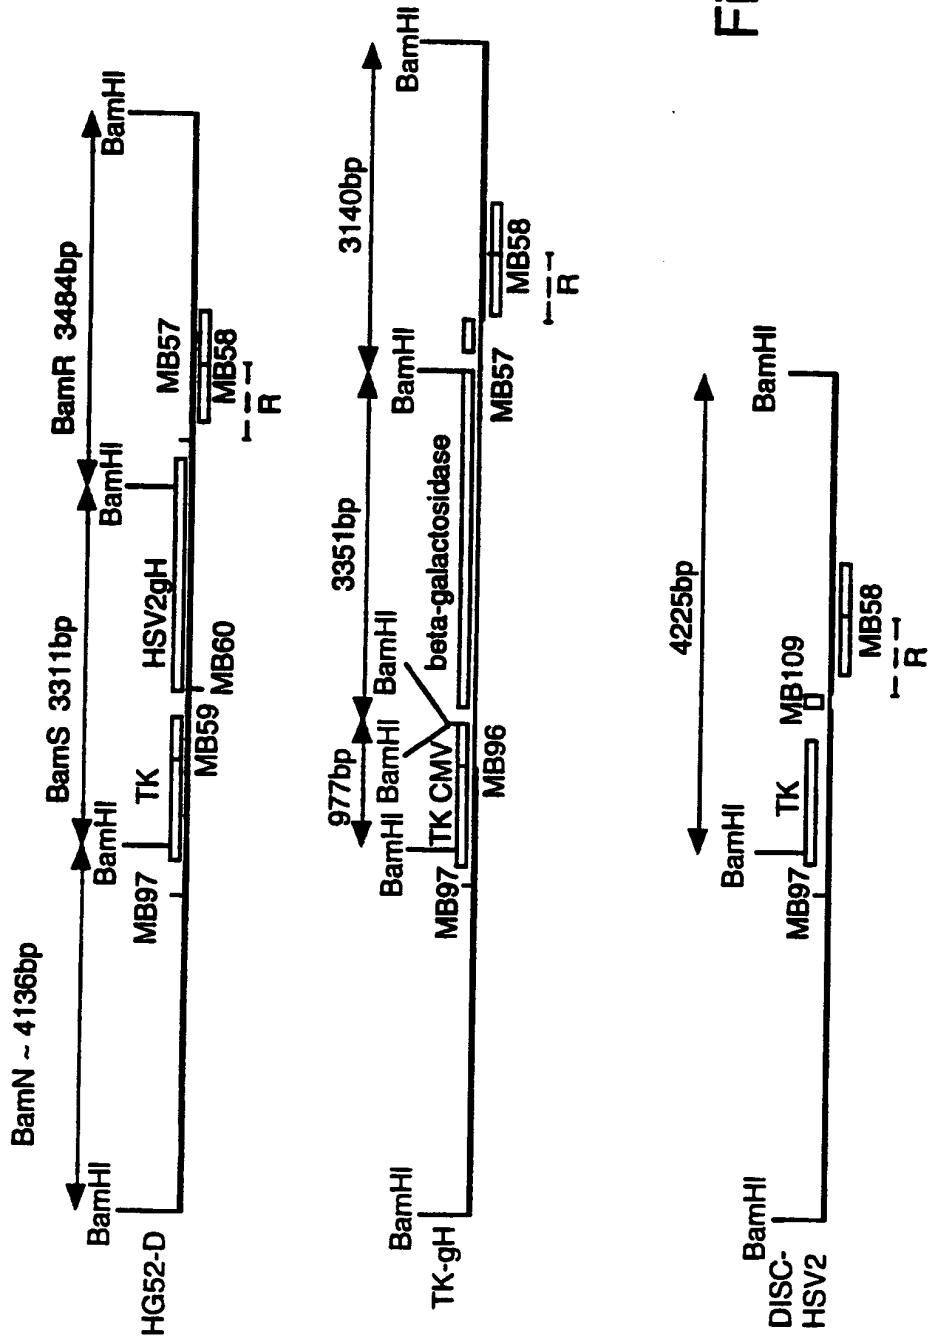 BamN ~ 4136bp
BamS 3311bp
BamR 3484bp
BamHI
BamHI
BamHI
BamHI
HG52-D
MB97
TK
MB59
MB60
HSV2gH
MB57
MB58
R
977bp
3351bp
3140bp
BamHI
BamHI
BamHI
BamHI
BamHI
BamHI
TK-gH
MB97
TK CMV
MB96
beta-galactosidase
MB57
MB58
R
4225bp
BamHI
BamHI
BamHI
DISC-
HSV2
MB97
TK
MB109
MB58
R